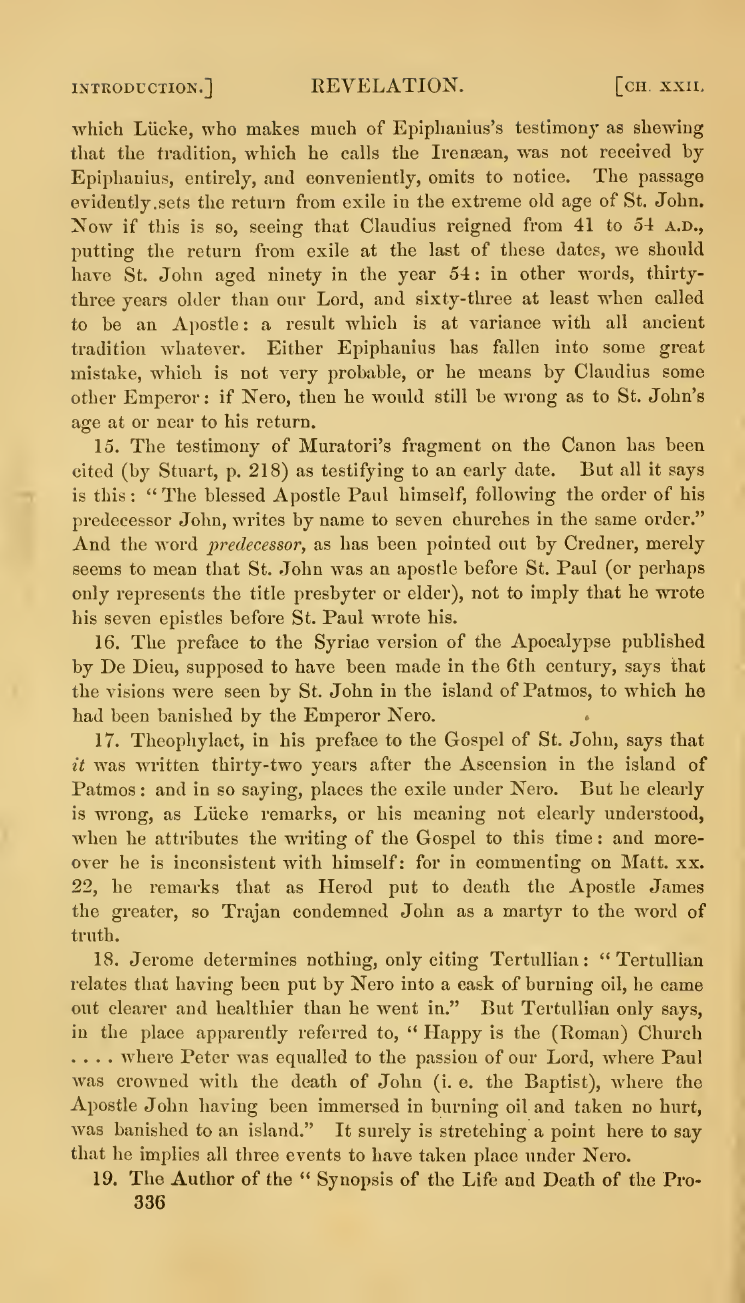 INTRODUCTION.] REVELATION. [CH. XXII.
which Lücke, who makes much of Epiphanius's testimony as shewing
that the tradition, which he calls the Irenæan, was not received by
Epiphanius, entirely, and conveniently, omits to notice. The passage
evidently sets the return from exile in the extreme old age of St. John.
Now if this is so, seeing that Claudius reigned from 41 to 54 A.D.,
putting the return from exile at the last of these dates, we should
have St. John aged ninety in the year 54: in other words, thirty-
three years older than our Lord, and sixty-three at least when called
to be an Apostle: a result which is at variance with all ancient
tradition whatever. Either Epiphanius has fallen into some great
mistake, which is not very probable, or he means by Claudius some
other Emperor: if Nero, then he would still be wrong as to St. John's
age at or near to his return.
15. The testimony of Muratori's fragment on the Canon has been
cited (by Stuart, p. 218) as testifying to an early date. But all it says
is this: "The blessed Apostle Paul himself, following the order of his
predecessor John, writes by name to seven churches in the same order."
And the word predecessor, as has been pointed out by Credner, merely
seems to mean that St. John was an apostle before St. Paul (or perhaps
only represents the title presbyter or elder), not to imply that he wrote
his seven epistles before St. Paul wrote his.
16. The preface to the Syriac version of the Apocalypse published
by De Dieu, supposed to have been made in the 6th century, says that
the visions were seen by St. John in the island of Patmos, to which he
had been banished by the Emperor Nero.
17. Theophylact, in his preface to the Gospel of St. John, says that
it was written thirty-two years after the Ascension in the island of
Patmos: and in so saying, places the exile under Nero. But he clearly
is wrong, as Lücke remarks, or his meaning not clearly understood,
when he attributes the writing of the Gospel to this time: and more-
over he is inconsistent with himself: for in commenting on Matt. xx.
22, he remarks that as Herod put to death the Apostle James
the greater, so Trajan condemned John as a martyr to the word of
truth.
18. Jerome determines nothing, only citing Tertullian: "Tertullian
relates that having been put by Nero into a cask of burning oil, he came
out clearer and healthier than he went in." But Tertullian only says,
in the place apparently referred to, "Happy is the (Roman) Church
. . . . where Peter was equalled to the passion of our Lord, where Paul
was crowned with the death of John (i. e. the Baptist), where the
Apostle John having been immersed in burning oil and taken no hurt,
was banished to an island." It surely is stretching a point here to say
that he implies all three events to have taken place under Nero.
19. The Author of the "Synopsis of the Life and Death of the Pro-
336